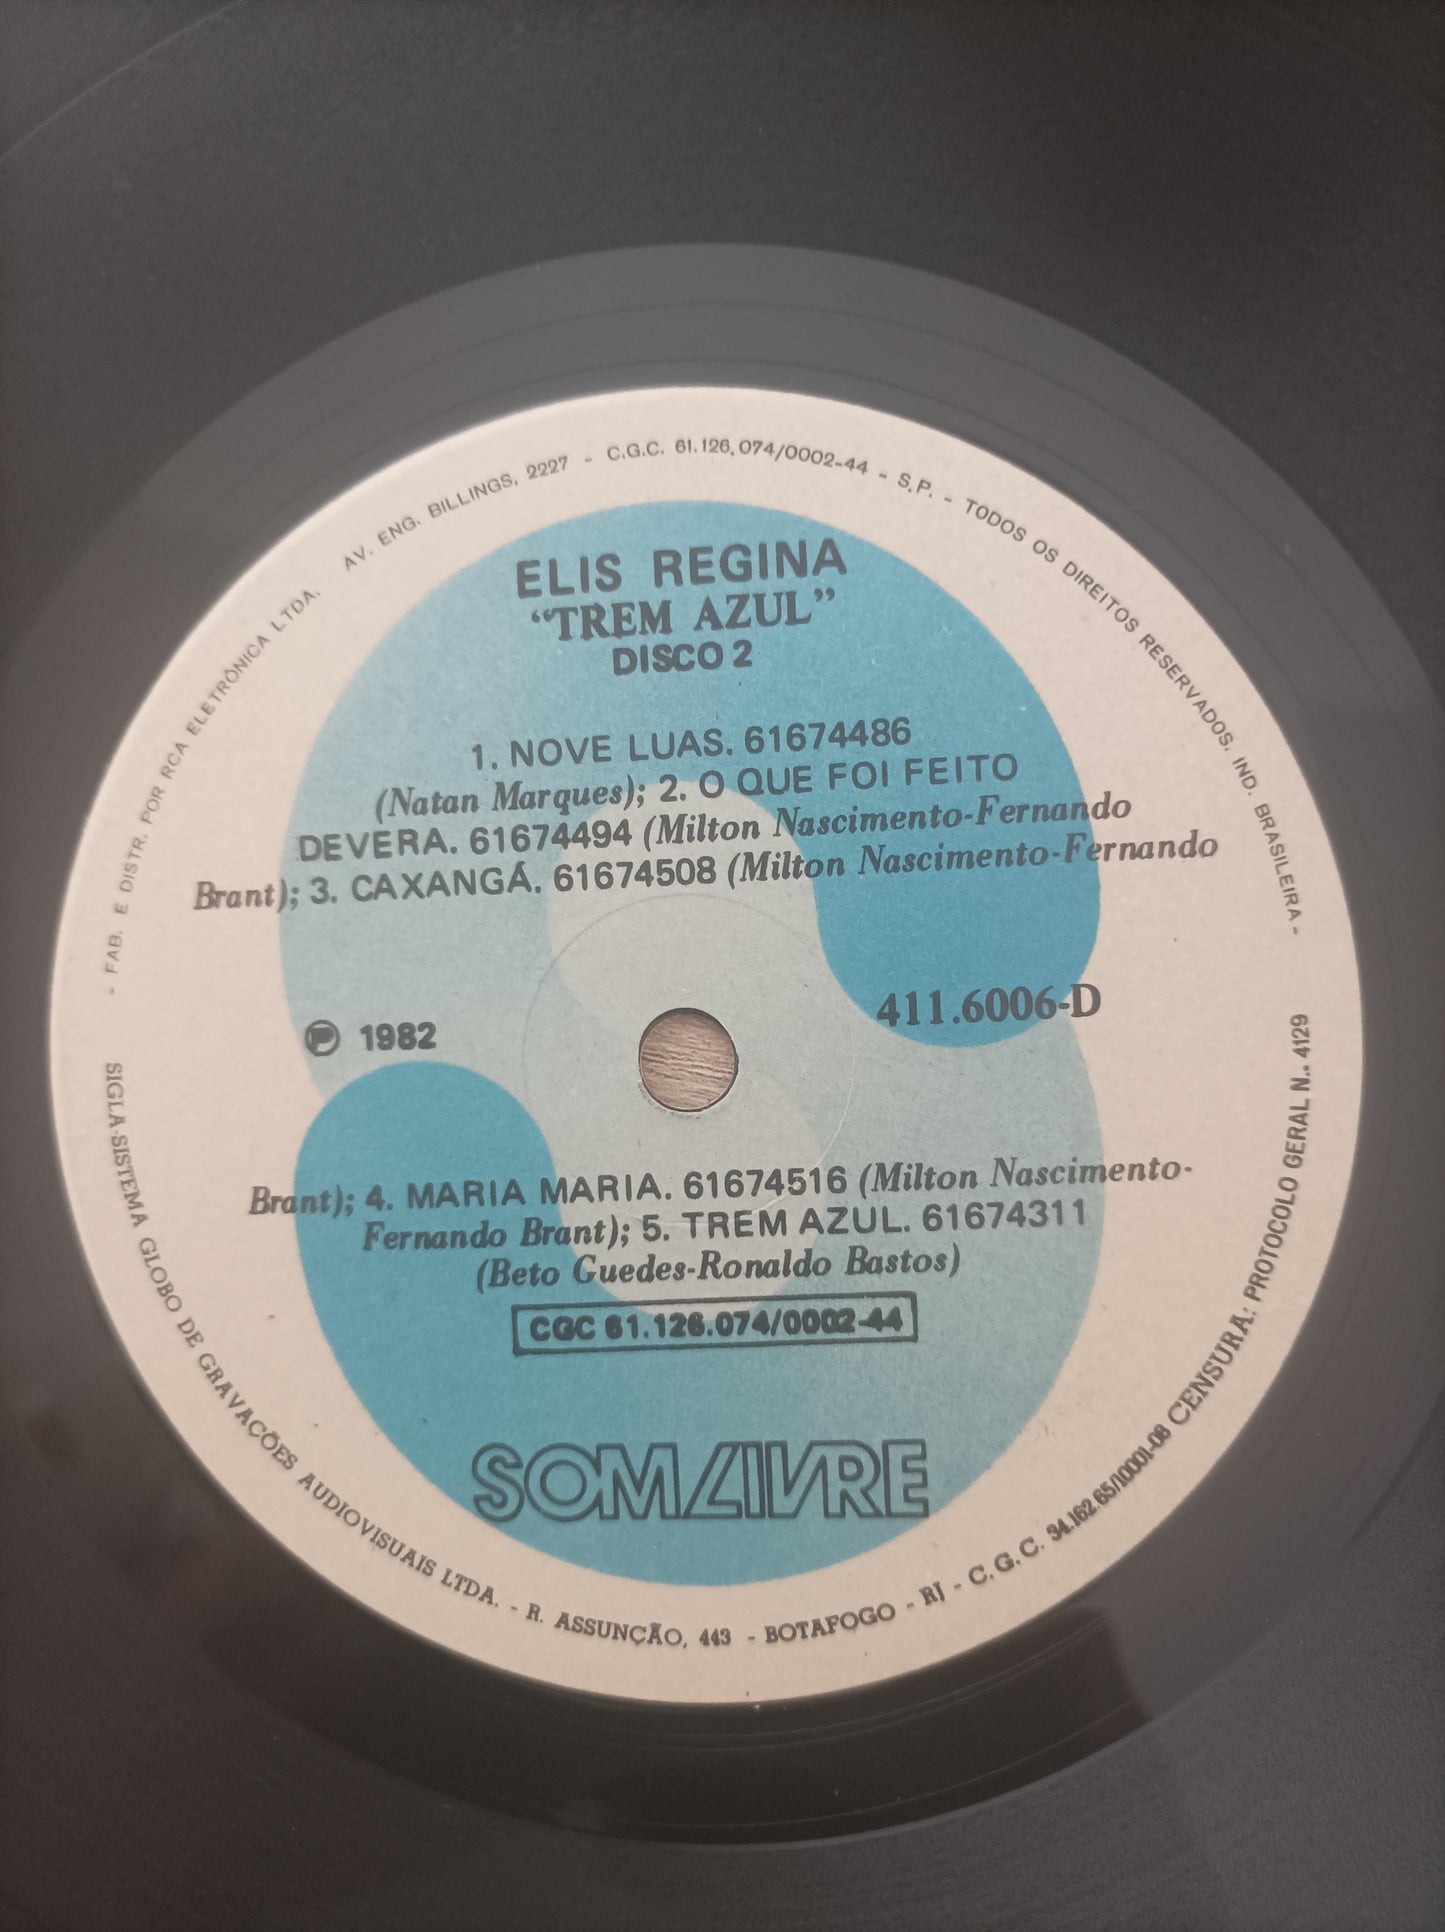 ELIS REGINA
“TREM AZUL”
DISCO 2
1. NOVE LUAS. 61674486
(Natan Marques); 2. O QUE FOI FEITO
DEVERA. 61674494 (Milton Nascimento-Fernando
Brant); 3. CAXANGÁ. 61674508 (Milton Nascimento-Fernando
411.6006-D
℗ 1982
Brant); 4. MARIA MARIA. 61674516 (Milton Nascimento-
Fernando Brant); 5. TREM AZUL. 61674311
(Beto Guedes-Ronaldo Bastos)
CGC 61.126.074/0002-44
SOM LIVRE
- FAB. E DISTR. POR RCA ELETRÔNICA LTDA. AV. ENG. BILLINGS, 2227 - C.G.C. 61.126.074/0002-44 - S.P. - TODOS OS DIREITOS RESERVADOS. IND. BRASILEIRA -
SIGLA-SISTEMA GLOBO DE GRAVAÇÕES AUDIOVISUAIS LTDA. - R. ASSUNÇÃO, 443 - BOTAFOGO - RJ - C.G.C. 34.162.65/10001-08 CENSURA: PROTOCOLO GERAL N.. 4129